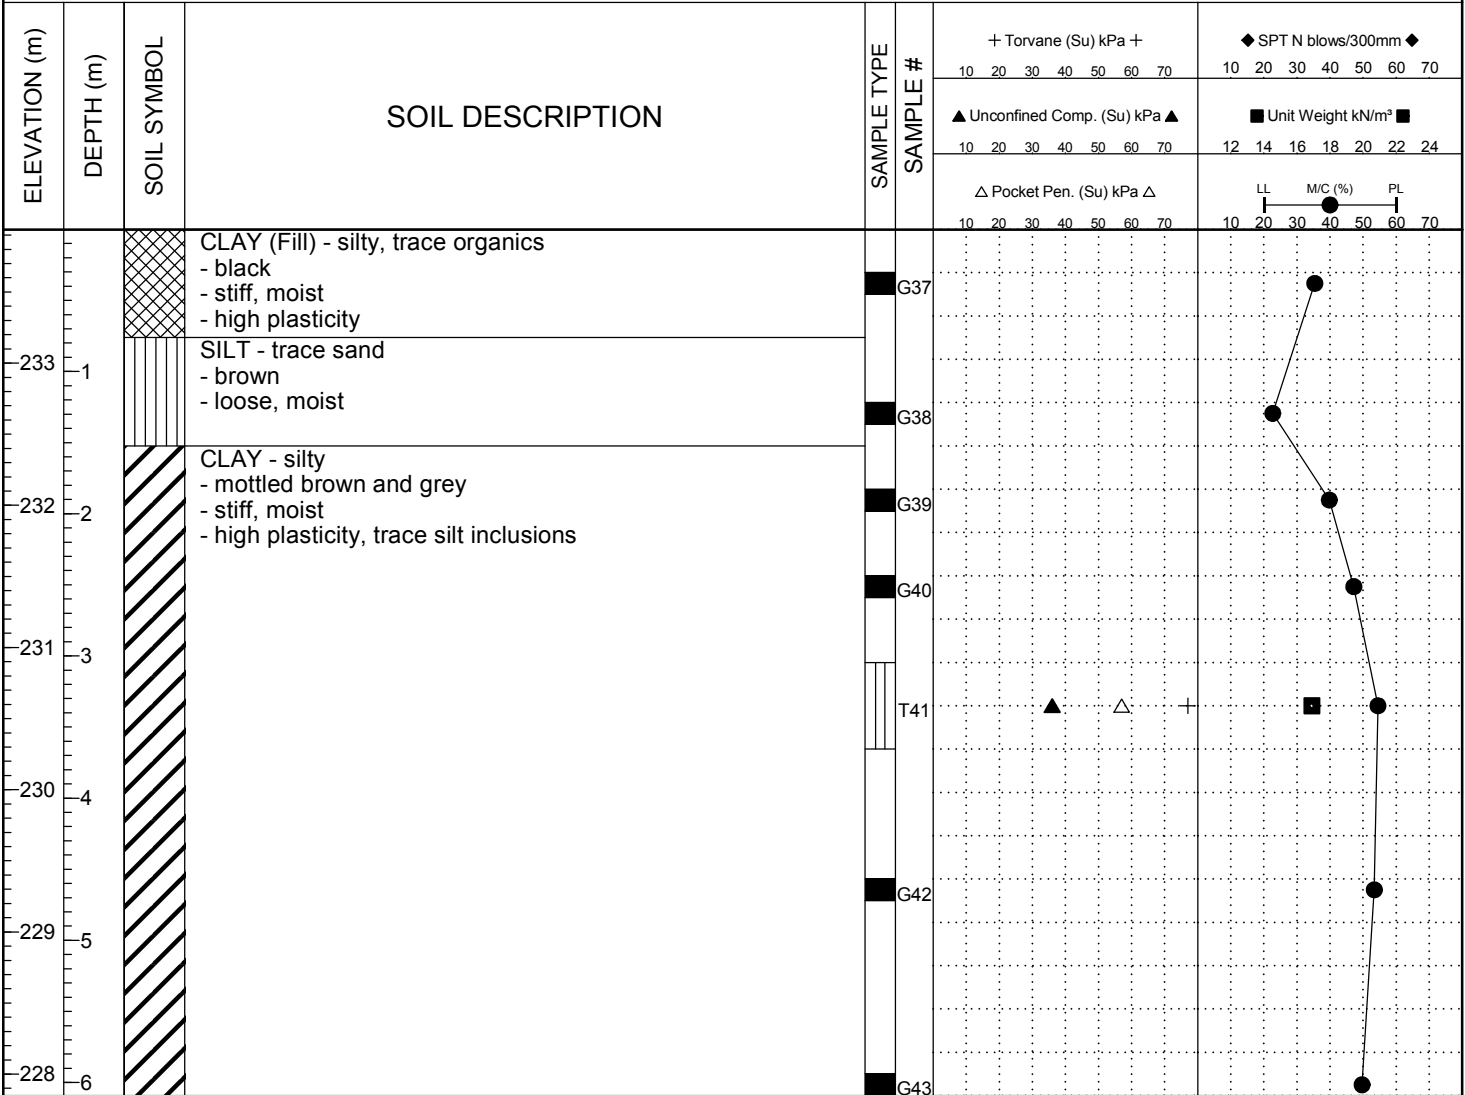 ELEVATION (m)
DEPTH (m)
SOIL SYMBOL
SOIL DESCRIPTION
SAMPLE TYPE
SAMPLE #
+ Torvane (Su) kPa +
10 20 30 40 50 60 70
▲ Unconfined Comp. (Su) kPa ▲
10 20 30 40 50 60 70
△ Pocket Pen. (Su) kPa △
10 20 30 40 50 60 70
◆ SPT N blows/300mm ◆
10 20 30 40 50 60 70
■ Unit Weight kN/m³ ■
12 14 16 18 20 22 24
LL M/C (%) PL
10 20 30 40 50 60 70
CLAY (Fill) - silty, trace organics
- black
- stiff, moist
- high plasticity
G37
SILT - trace sand
- brown
- loose, moist
233
1
G38
CLAY - silty
- mottled brown and grey
- stiff, moist
- high plasticity, trace silt inclusions
232
2
G39
G40
231
3
T41
230
4
G42
229
5
228
6
G43